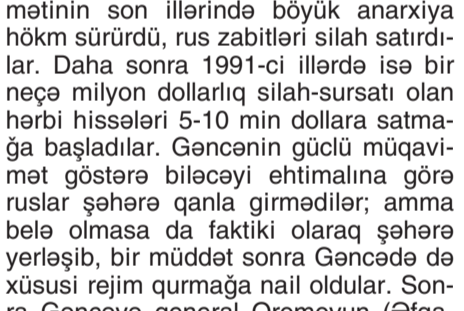 mətinin son illərində böyük anarxiya
hökm sürürdü, rus zabitləri silah satırdı-
lar. Daha sonra 1991-ci illərdə isə bir
neçə milyon dollarlıq silah-sursatı olan
hərbi hissələri 5-10 min dollara satma-
ğa başladılar. Gəncənin güclü müqavi-
mət göstərə biləcəyi ehtimalına görə
ruslar şəhərə qanla girmədilər; amma
belə olmasa da faktiki olaraq şəhərə
yerləşib, bir müddət sonra Gəncədə də
xüsusi rejim qurmağa nail oldular. Son-
ra Gəncəyə general